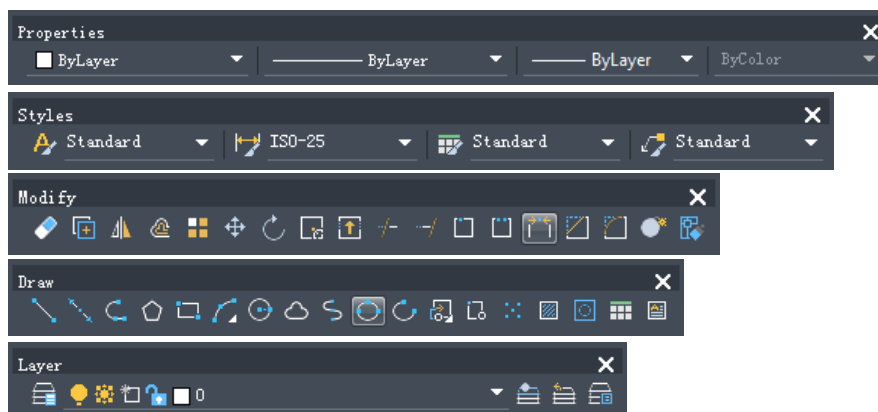 Properties
ByLayer ByLayer ByLayer ByColor
Styles
Standard ISO-25 Standard Standard
Modify
Draw
Layer
0